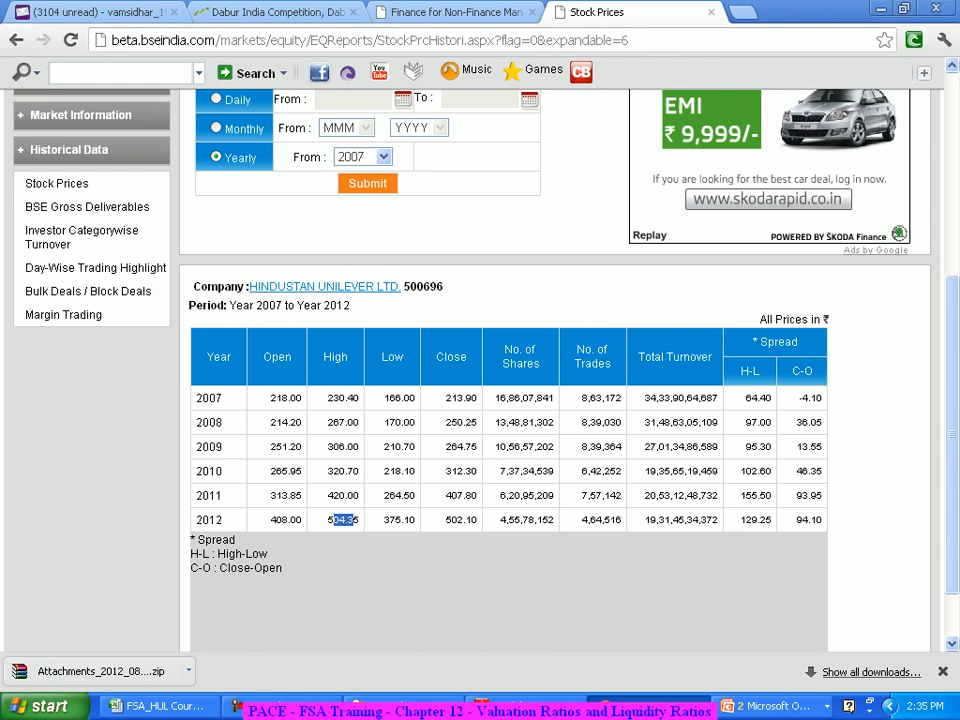 (3104 unread) - vamsidhar_1
Dabur India Competition, Dab
Finance for Non-Finance Man
Stock Prices
beta.bseindia.com/markets/equity/EQReports/StockPrcHistori.aspx?flag=0&expandable=6
Search
You Tube
Music
Games
CB
+ Market Information
+ Historical Data
Stock Prices
BSE Gross Deliverables
Investor Categorywise
Turnover
Day-Wise Trading Highlight
Bulk Deals / Block Deals
Margin Trading
Daily From : To :
Monthly From : MMM YYYY
Yearly From : 2007
Submit
EMI
₹ 9,999/-
If you are looking for the best car deal, log in now.
www.skodarapid.co.in
Replay
POWERED BY ŠKODA Finance
Ads by Google
Company :HINDUSTAN UNILEVER LTD. 500696
Period: Year 2007 to Year 2012
All Prices in ₹
Year Open High Low Close No. of Shares No. of Trades Total Turnover * Spread
H-L C-O
2007 218.00 230.40 166.00 213.90 16,86,07,841 8,63,172 34,33,90,64,687 64.40 -4.10
2008 214.20 267.00 170.00 250.25 13,48,81,302 8,39,030 31,48,63,05,109 97.00 36.05
2009 251.20 306.00 210.70 264.75 10,56,57,202 8,39,364 27,01,34,86,589 95.30 13.55
2010 265.95 320.70 218.10 312.30 7,37,34,539 6,42,252 19,35,65,19,459 102.60 46.35
2011 313.85 420.00 264.50 407.80 6,20,95,209 7,57,142 20,53,12,48,732 155.50 93.95
2012 408.00 504.35 375.10 502.10 4,55,78,152 4,64,516 19,31,45,34,372 129.25 94.10
* Spread
H-L : High-Low
C-O : Close-Open
Attachments_2012_08....zip
Show all downloads...
start
FSA_HUL Cour...
2 Microsoft O...
2:35 PM
PACE - FSA Training - Chapter 12 - Valuation Ratios and Liquidity Ratios